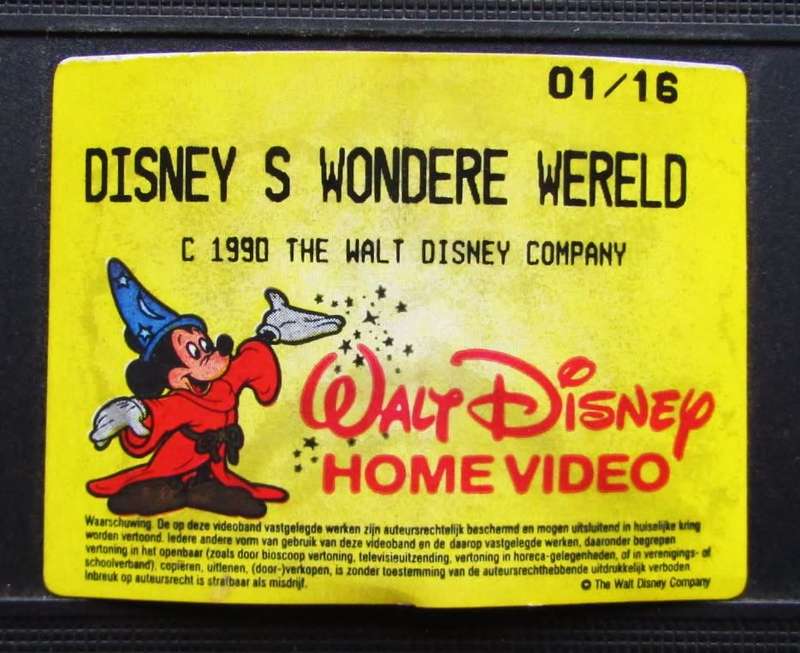 01/16
DISNEY S WONDERE WERELD
C 1990 THE WALT DISNEY COMPANY
WALT DISNEY
HOME VIDEO
Waarschuwing. De op deze videoband vastgelegde werken zijn auteursrechtelijk beschermd en mogen uitsluitend in huiselijke kring
worden vertoond. Iedere andere vorm van gebruik van deze videoband en de daarop vastgelegde werken, daaronder begrepen
vertoning in het openbaar (zoals door bioscoop vertoning, televisieuitzending, vertoning in horeca-gelegenheden, of in verenigings- of
schoolverband), copiëren, uitlenen, (door-)verkopen, is zonder toestemming van de auteursrechthebbende uitdrukkelijk verboden.
Inbreuk op auteursrecht is strafbaar als misdrijf.
© The Walt Disney Company